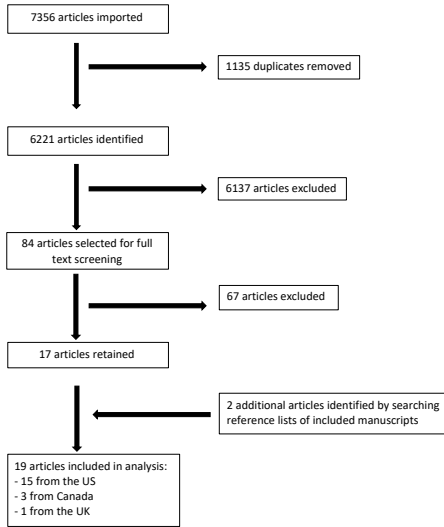 7356 articles imported
1135 duplicates removed
6221 articles identified
6137 articles excluded
84 articles selected for full
text screening
67 articles excluded
17 articles retained
2 additional articles identified by searching
reference lists of included manuscripts
19 articles included in analysis:
- 15 from the US
- 3 from Canada
- 1 from the UK